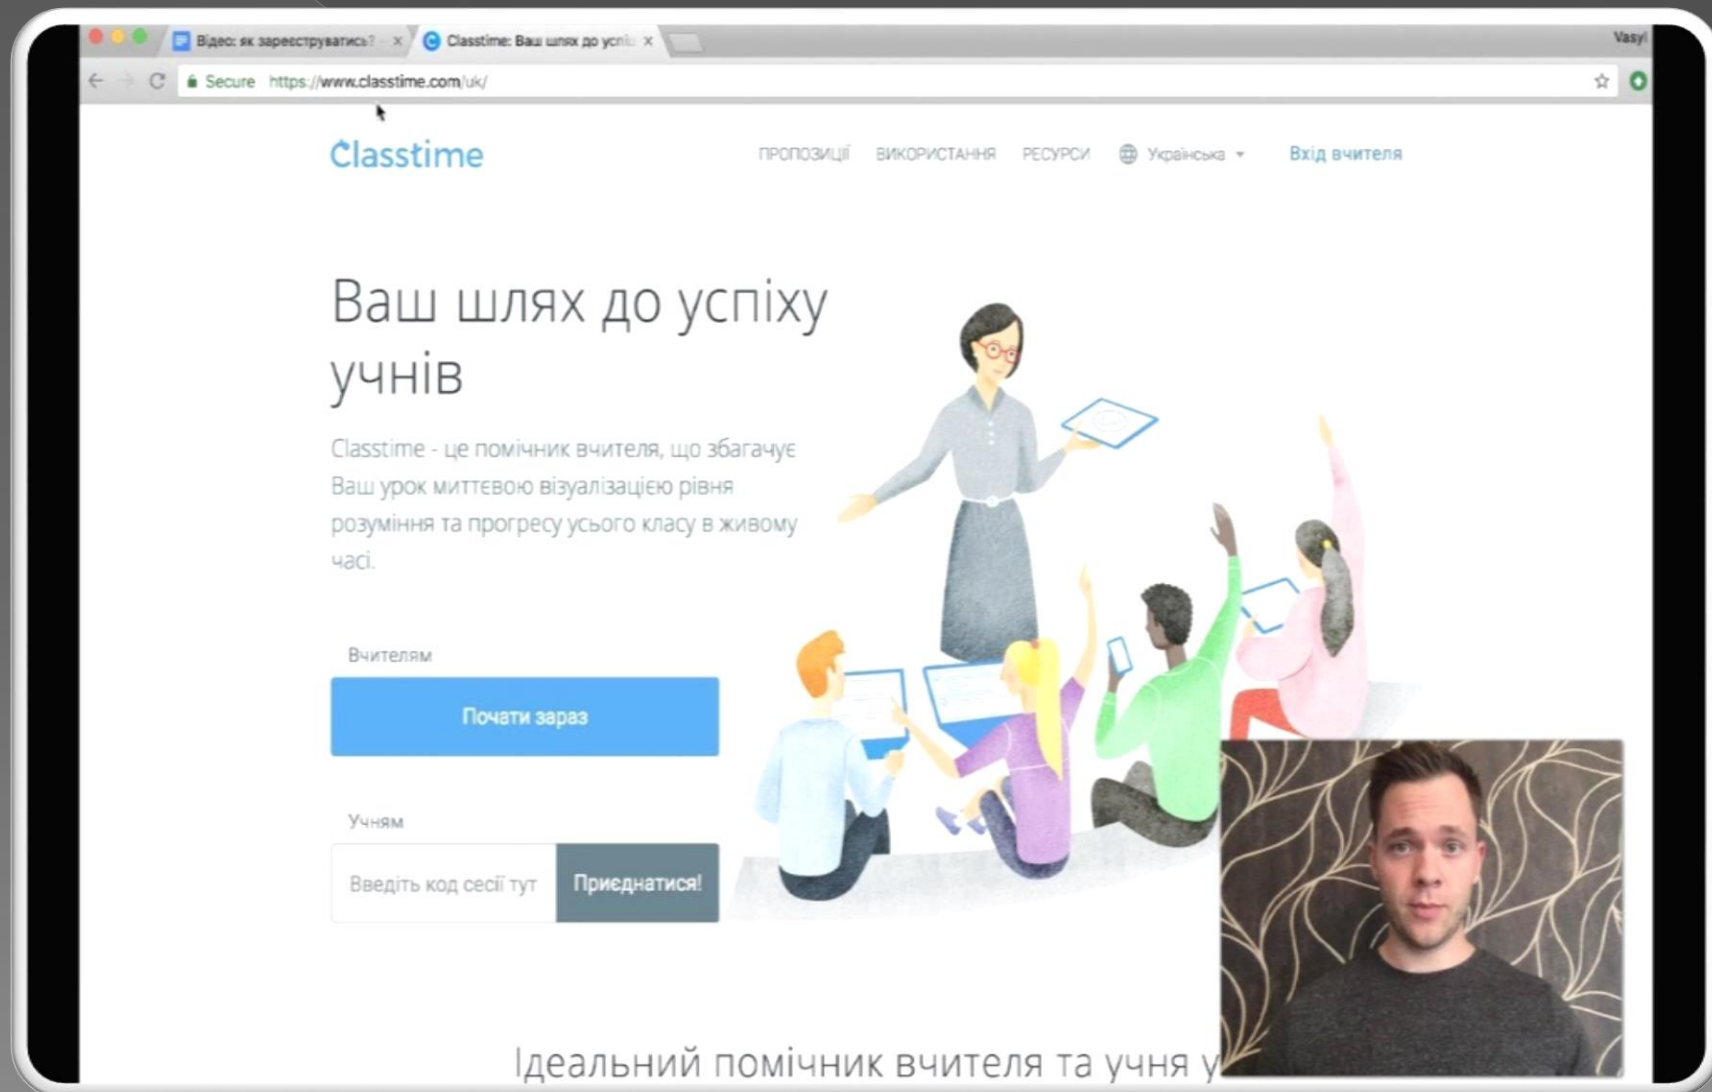 Відео: як зареєструватись?
Classtime: Ваш шлях до успі
Vasyl
Secure https://www.classtime.com/uk/
Classtime
ПРОПОЗИЦІЇ ВИКОРИСТАННЯ РЕСУРСИ Українська Вхід вчителя
Ваш шлях до успіху
учнів
Classtime - це помічник вчителя, що збагачує
Ваш урок миттєвою візуалізацією рівня
розуміння та прогресу усього класу в живому
часі.
Вчителям
Почати зараз
Учням
Введіть код сесії тут Приєднатися!
Ідеальний помічник вчителя та учня у